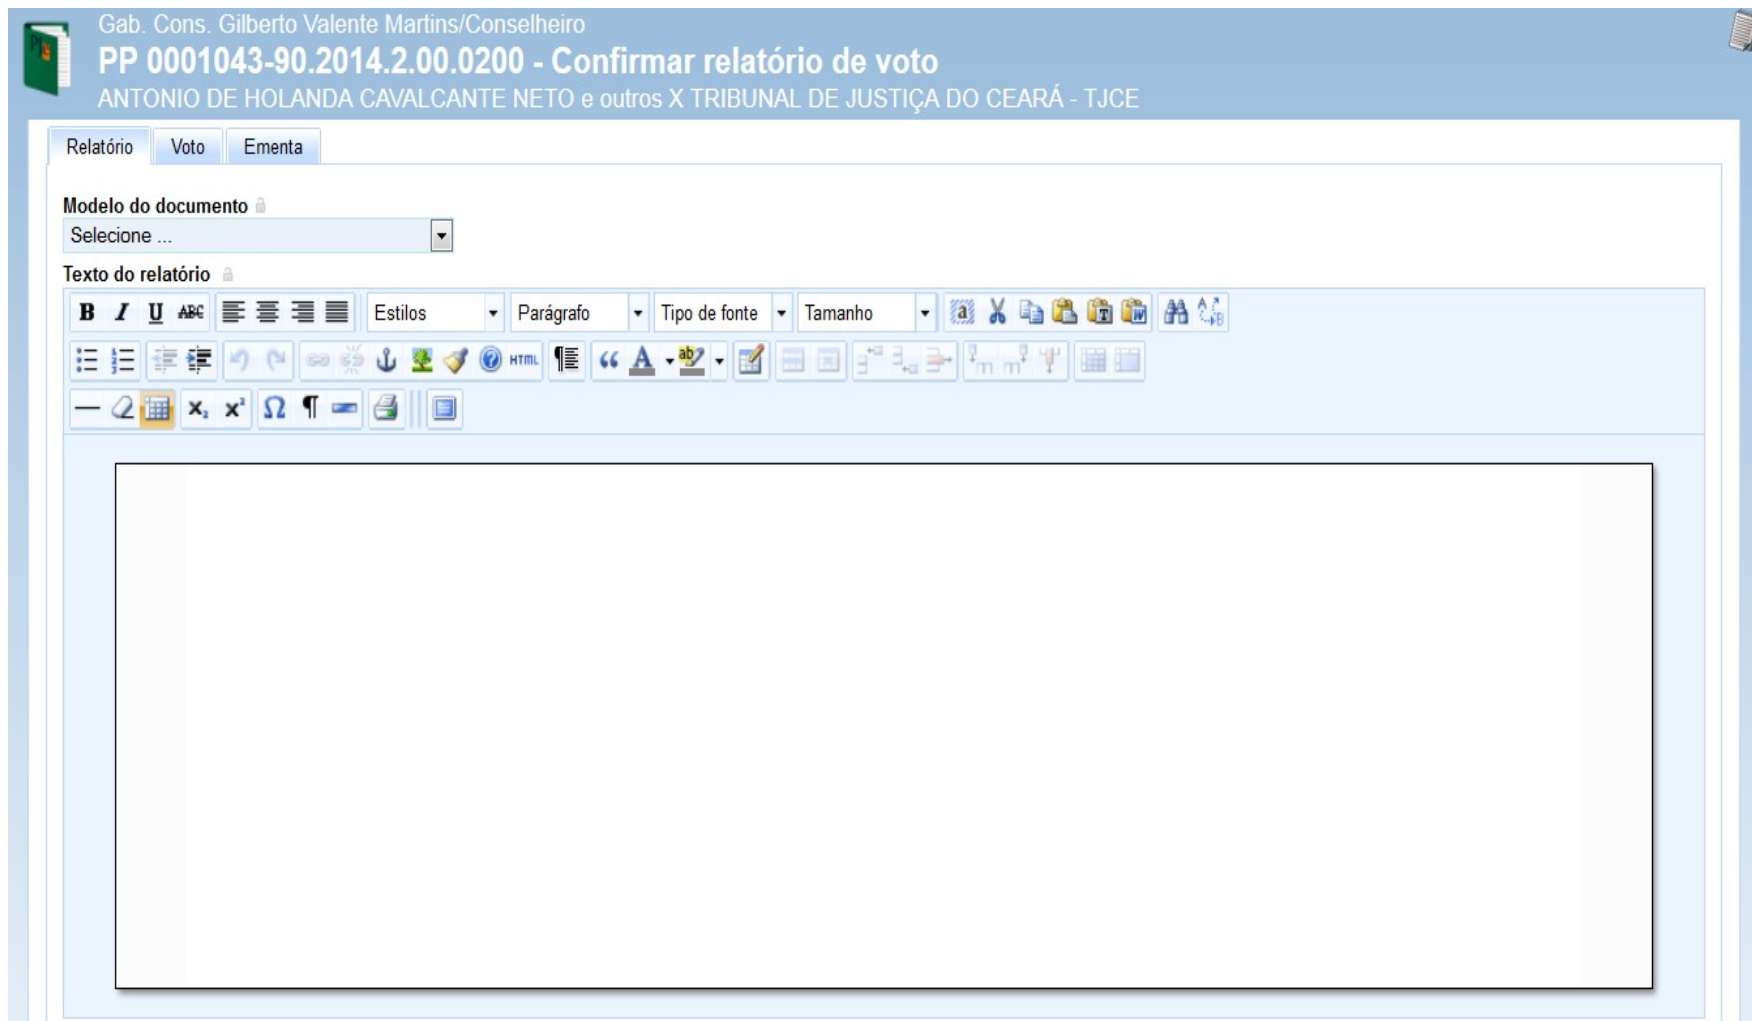 Gab. Cons. Gilberto Valente Martins/Conselheiro
PP 0001043-90.2014.2.00.0200 - Confirmar relatório de voto
ANTONIO DE HOLANDA CAVALCANTE NETO e outros X TRIBUNAL DE JUSTIÇA DO CEARÁ - TJCE
Relatório Voto Ementa
Modelo do documento
Selecione ...
Texto do relatório
B I U ABC Estilos Parágrafo Tipo de fonte Tamanho
HTML